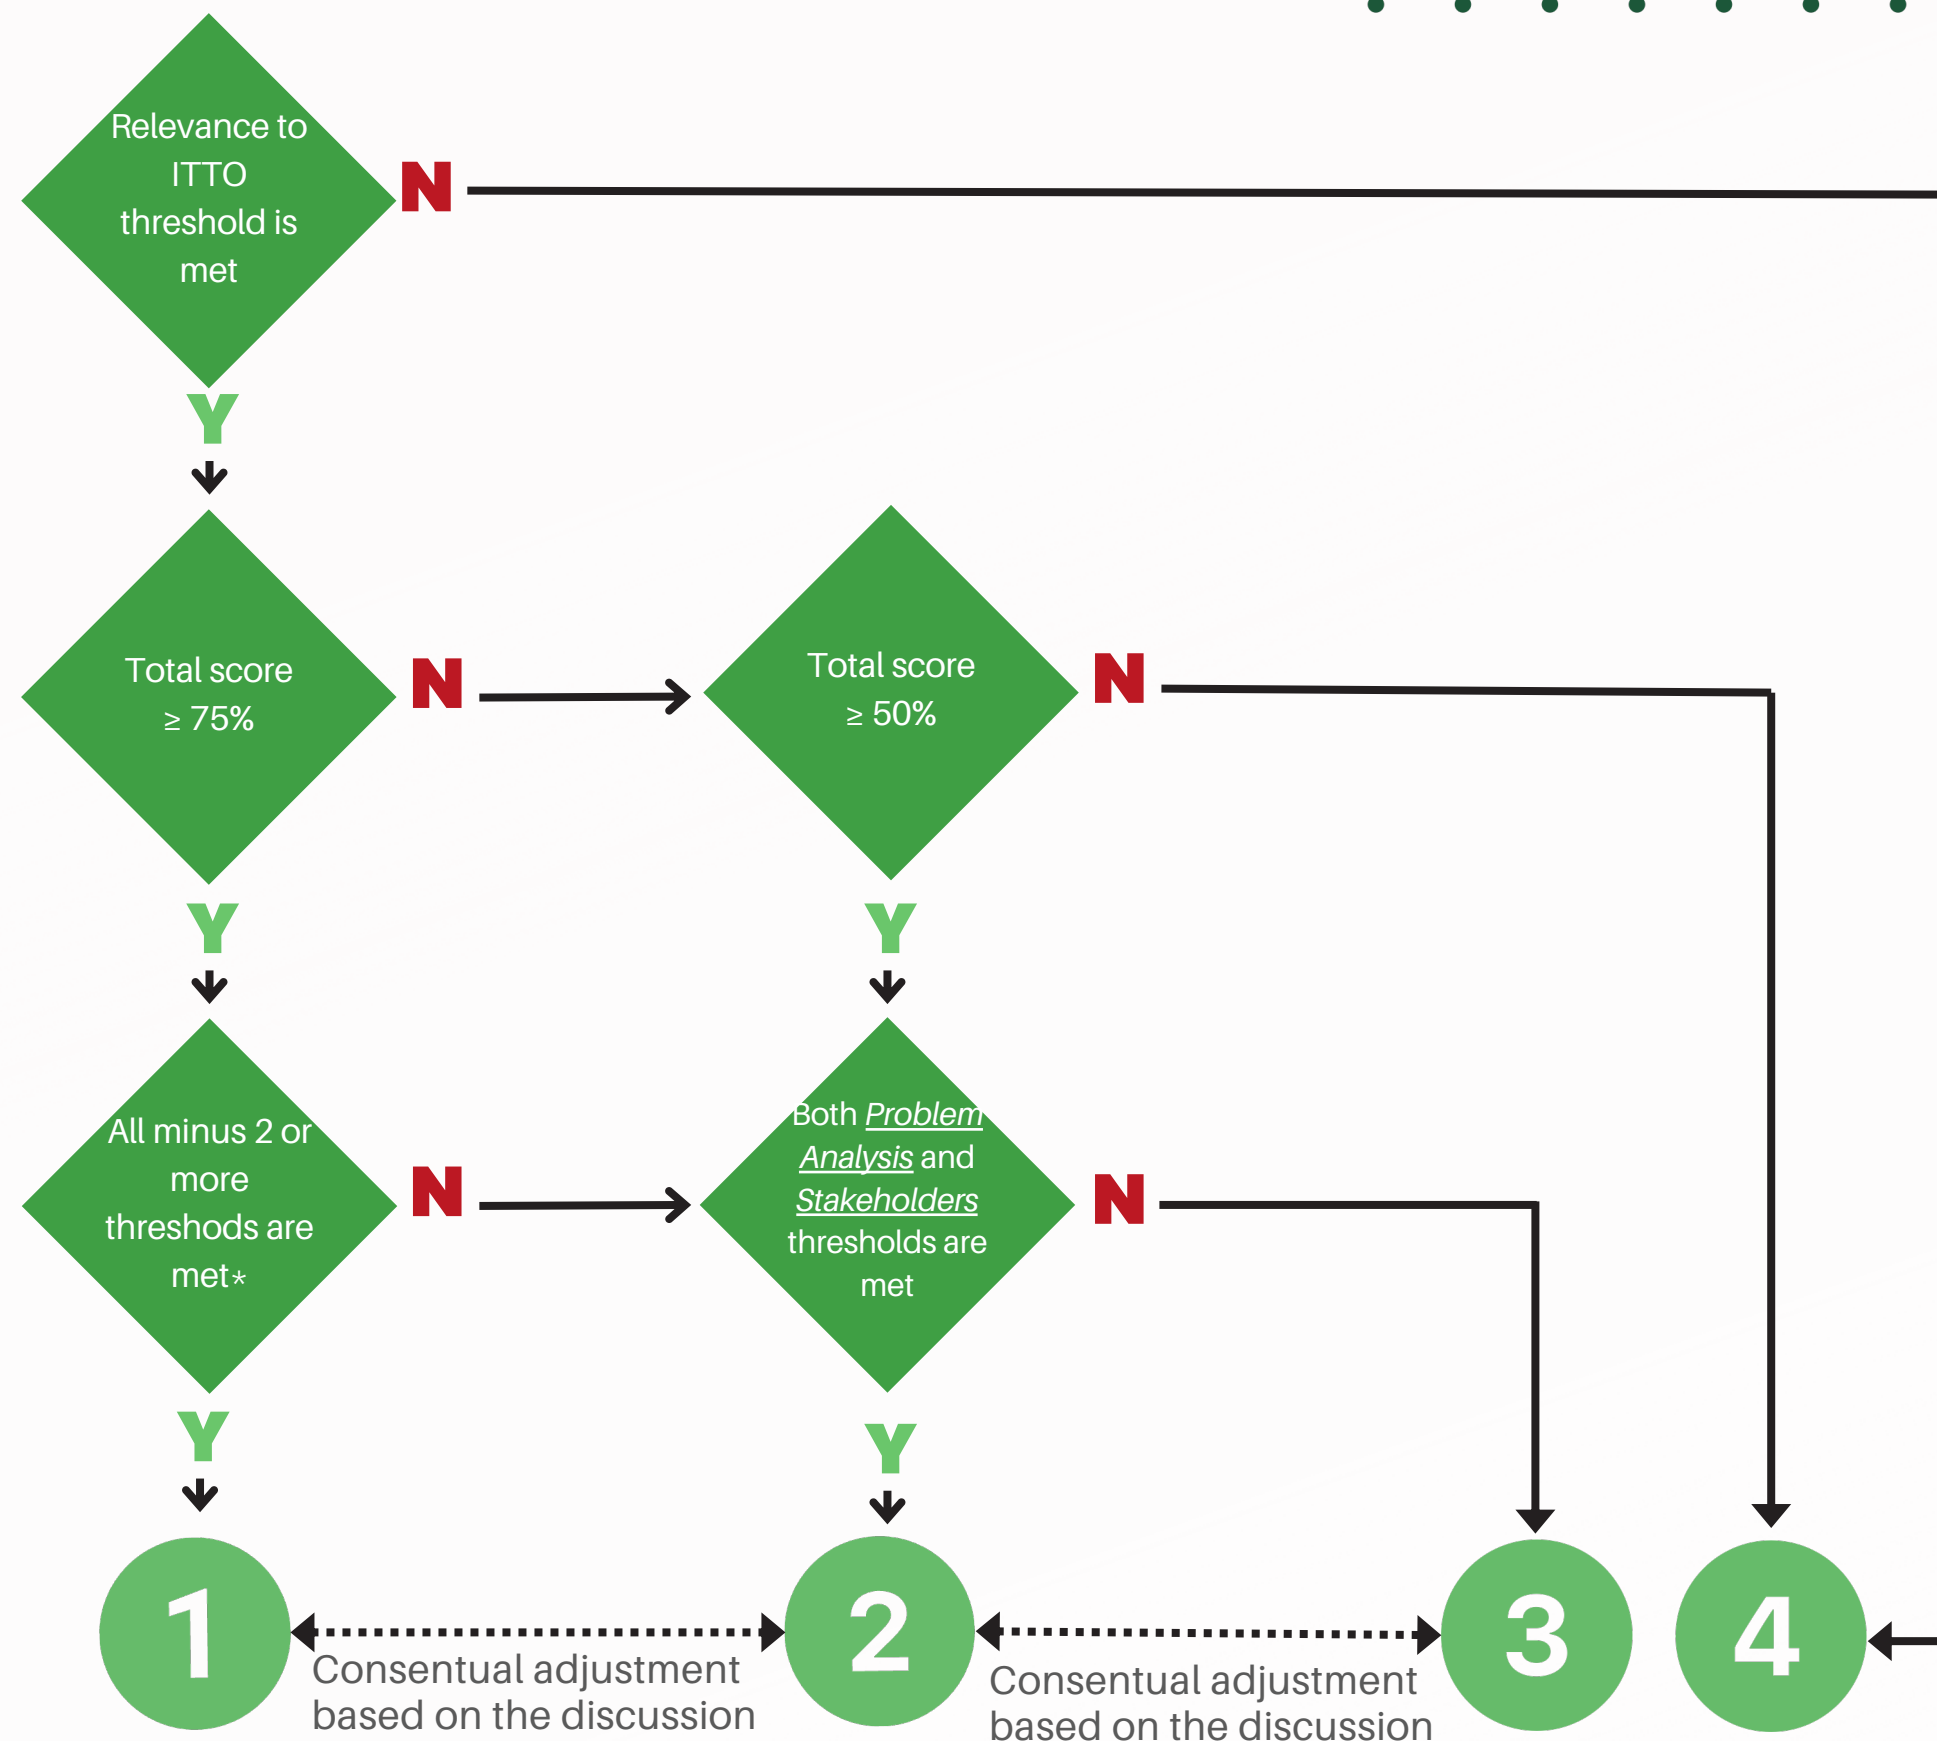 Relevance to
ITTO
threshold is
met
N
Y
Total score
≥ 75%
N
Total score
≥ 50%
N
Y
Y
All minus 2 or
more
threshods are
met*
N
Both Problem
Analysis and
Stakeholders
thresholds are
met
N
Y
Y
1
2
3
4
Consentual adjustment
based on the discussion
Consentual adjustment
based on the discussion